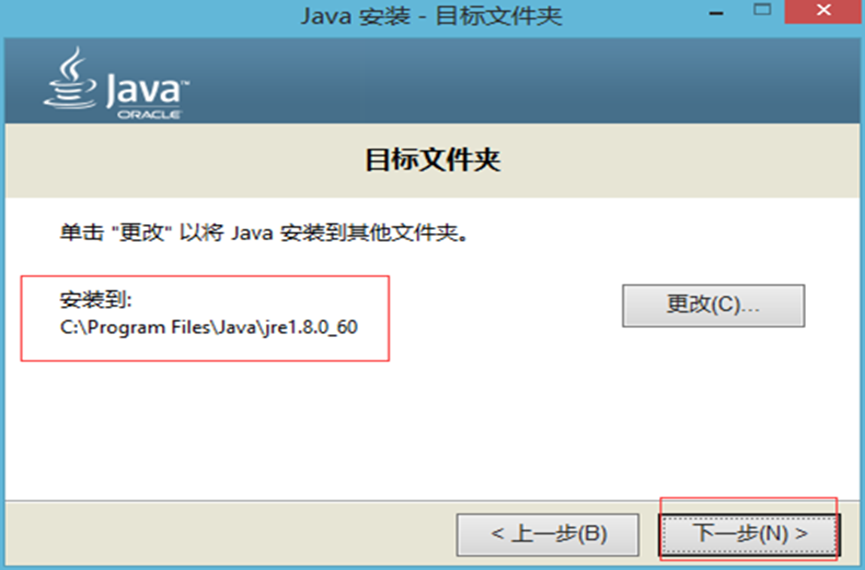 Java 安装 - 目标文件夹
Java™
ORACLE
目标文件夹
单击 "更改" 以将 Java 安装到其他文件夹。
安装到:
C:\Program Files\Java\jre1.8.0_60
更改(C)...
< 上一步(B)
下一步(N) >